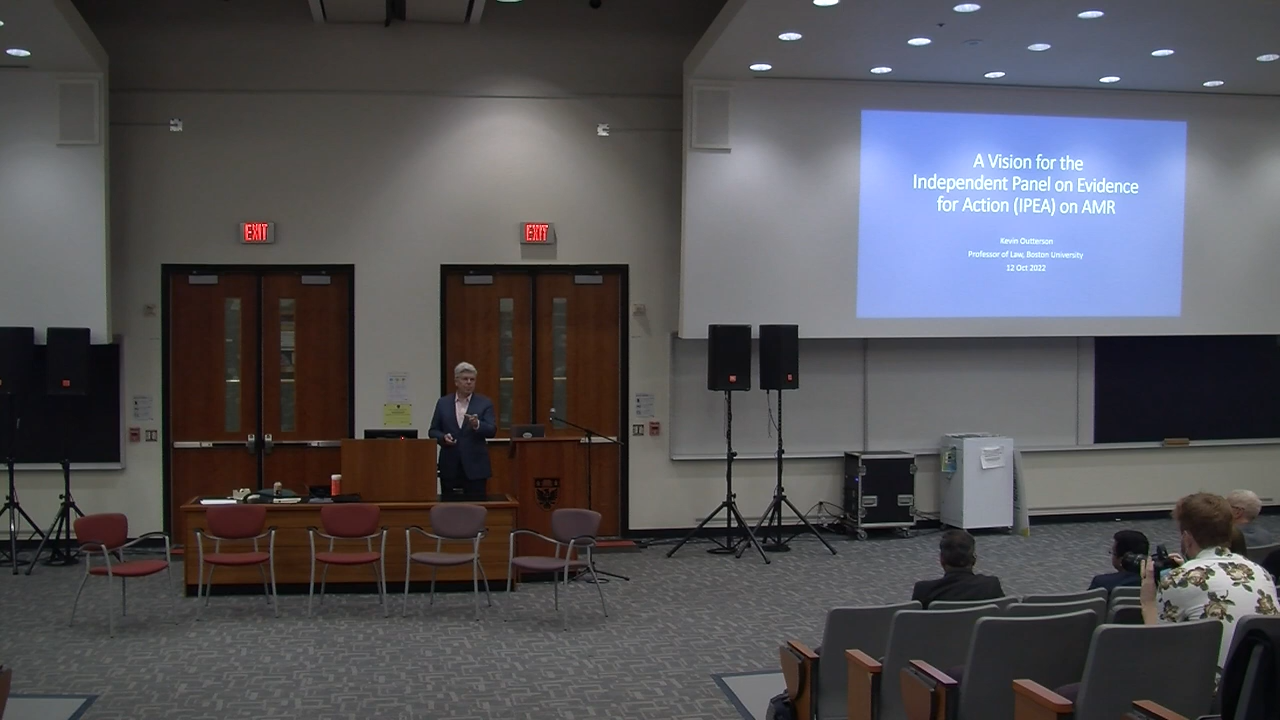 EXIT
EXIT
A Vision for the
Independent Panel on Evidence
for Action (IPEA) on AMR
Kevin Outterson
Professor of Law, Boston University
12 Oct 2022